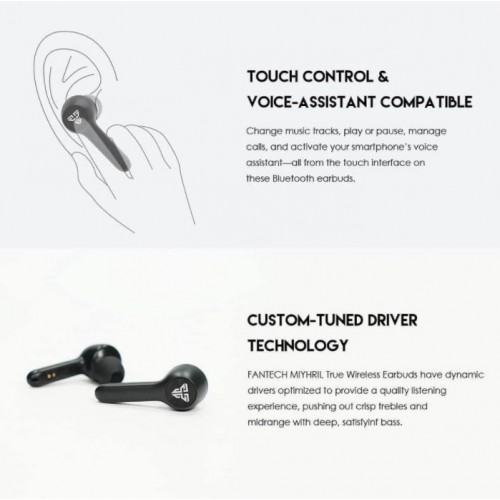 TOUCH CONTROL &
VOICE-ASSISTANT COMPATIBLE
Change music tracks, play or pause, manage
calls, and activate your smartphone's voice
assistant—all from the touch interface on
these Bluetooth earbuds.
CUSTOM-TUNED DRIVER
TECHNOLOGY
FANTECH MIYHRIL True Wireless Earbuds have dynamic
drivers optimized to provide a quality listening
experience, pushing out crisp trebles and
midrange with deep, satisfyinf bass.